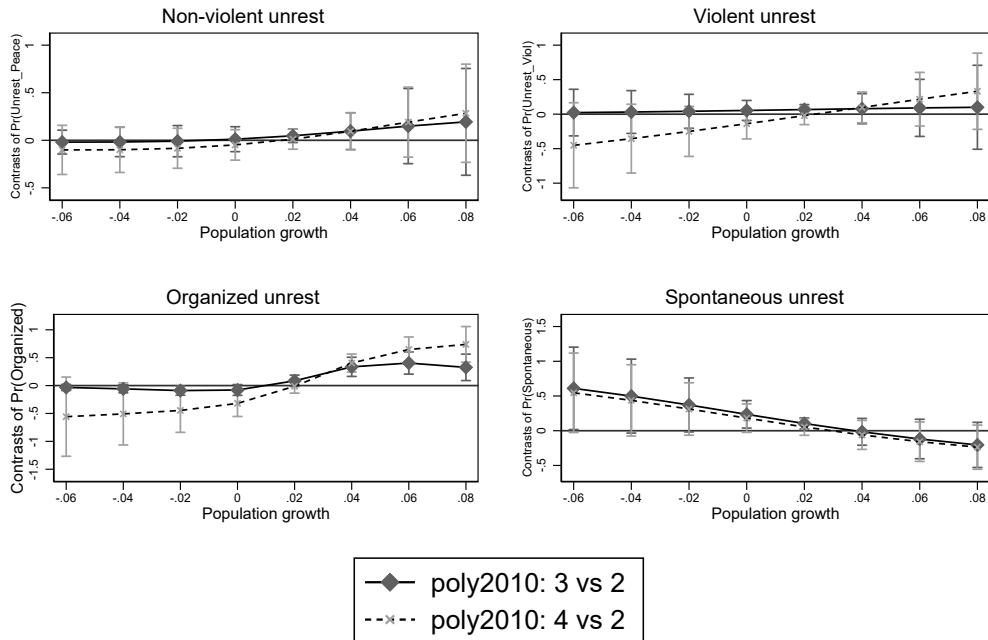 Non-violent unrest
Contrasts of Pr(Unrest_Peace)
1
.5
0
-.5
-.06 -.04 -.02 0 .02 .04 .06 .08
Population growth
Violent unrest
Contrasts of Pr(Unrest_Viol)
1
.5
0
-.5
-1
-.06 -.04 -.02 0 .02 .04 .06 .08
Population growth
Organized unrest
Contrasts of Pr(Organized)
1
.5
0
-.5
-1
-1.5
-.06 -.04 -.02 0 .02 .04 .06 .08
Population growth
Spontaneous unrest
Contrasts of Pr(Spontaneous)
1.5
1
.5
0
-.5
-.06 -.04 -.02 0 .02 .04 .06 .08
Population growth
poly2010: 3 vs 2
poly2010: 4 vs 2